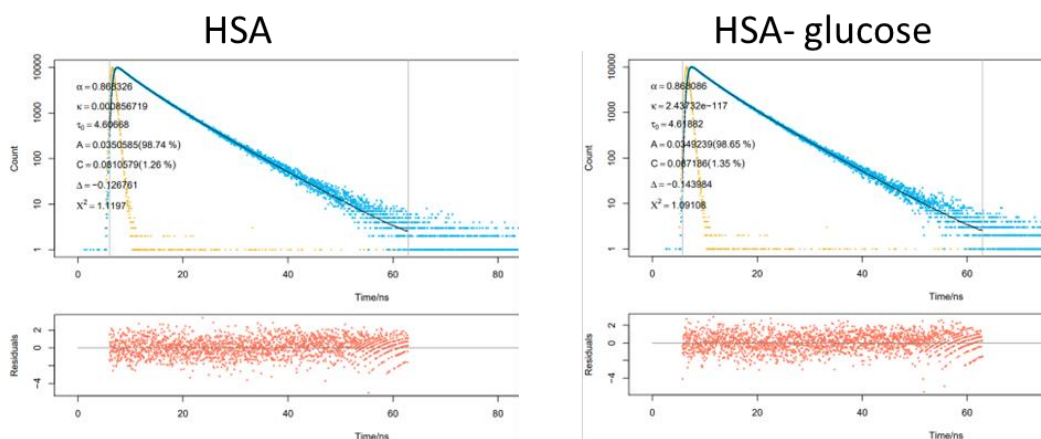 HSA
10000
1000
100
10
1
Count
α = 0.868326
κ = 0.000856719
τ0 = 4.60668
A = 0.0350585(98.74 %)
C = 0.0810579(1.26 %)
Δ = −0.126761
X² = 1.1197
0 20 40 60 80
Time/ns
Residuals
2
0
−4
0 20 40 60 80
Time/ns
HSA- glucose
10000
1000
100
10
1
Count
α = 0.868086
κ = 2.43732e−117
τ0 = 4.61882
A = 0.0349239(98.65 %)
C = 0.087186(1.35 %)
Δ = −0.143984
X² = 1.09108
0 20 40 60
Time/ns
Residuals
2
0
−4
0 20 40 60
Time/ns